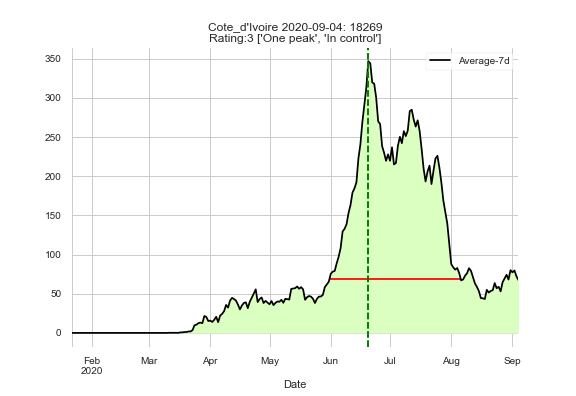 Cote_d'Ivoire 2020-09-04: 18269
Rating:3 ['One peak', 'In control']
Average-7d
350
300
250
200
150
100
50
0
Feb
2020
Mar
Apr
May
Jun
Jul
Aug
Sep
Date